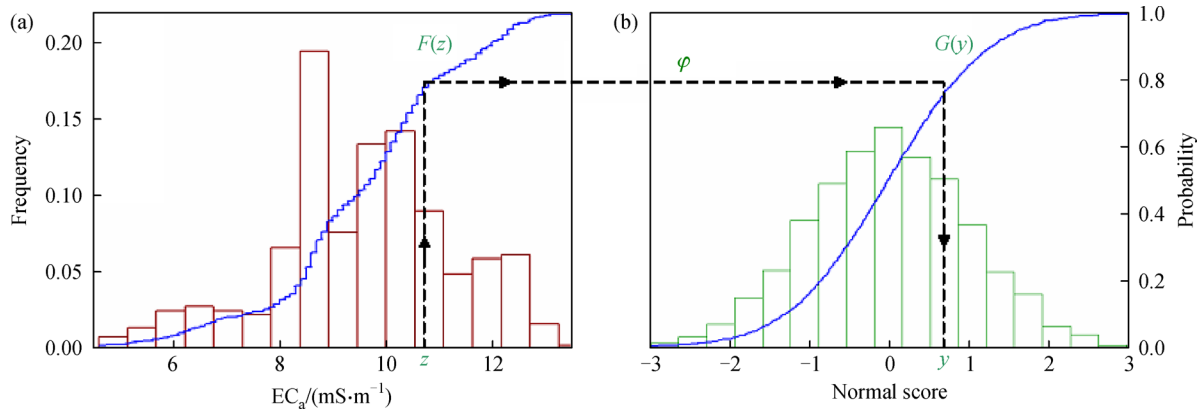 (a)
F(z)
0.20
0.15
0.10
0.05
0.00
Frequency
6
8
10
z
12
ECa/(mS·m⁻¹)
φ
(b)
G(y)
1.0
0.8
0.6
0.4
0.2
0.0
Probability
−3
−2
−1
0
y
1
2
3
Normal score